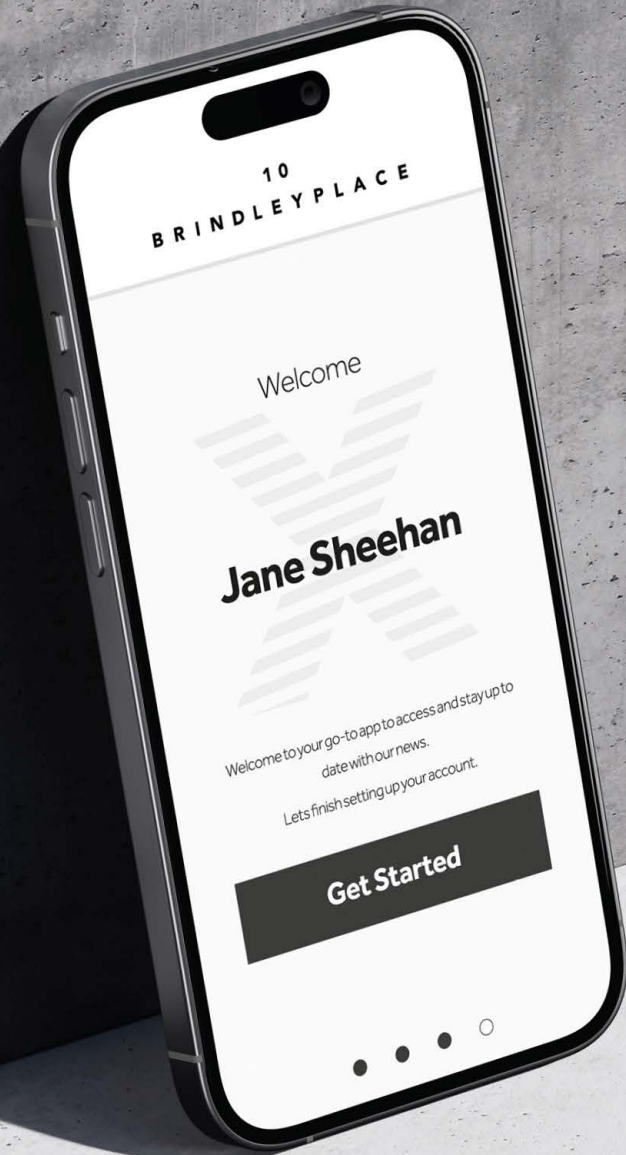 10
BRINDLEYPLACE
Welcome
Jane Sheehan
Welcome to your go-to app to access and stay up to
date with our news.
Lets finish setting up your account.
Get Started